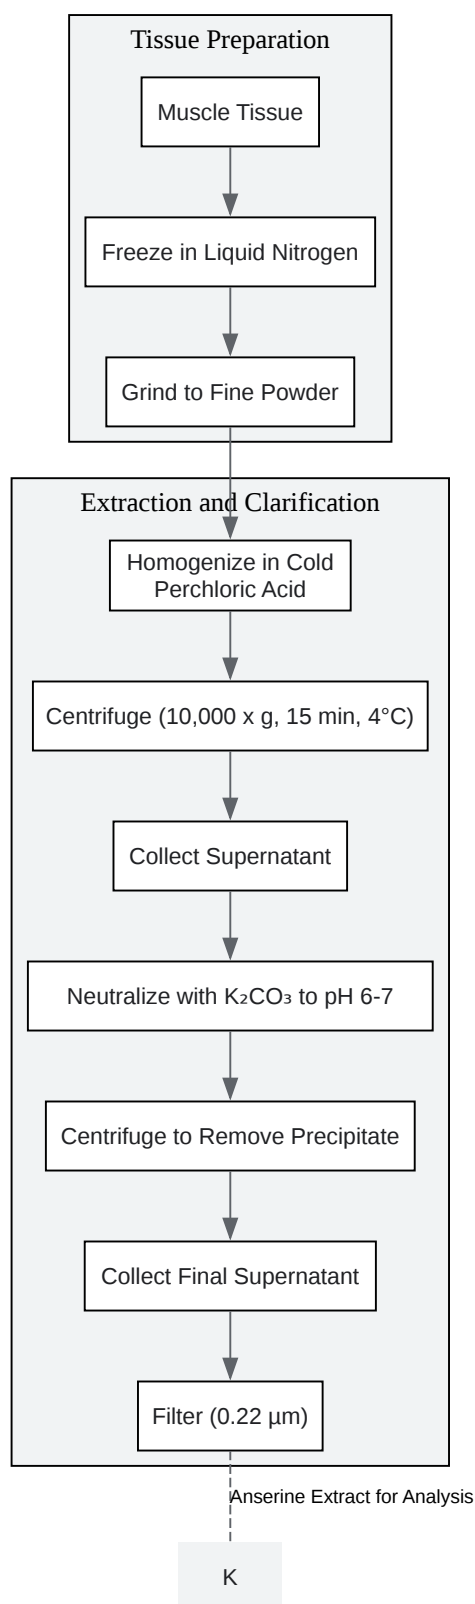 Tissue Preparation
Muscle Tissue
Freeze in Liquid Nitrogen
Grind to Fine Powder
Extraction and Clarification
Homogenize in Cold
Perchloric Acid
Centrifuge (10,000 x g, 15 min, 4°C)
Collect Supernatant
Neutralize with K₂CO₃ to pH 6-7
Centrifuge to Remove Precipitate
Collect Final Supernatant
Filter (0.22 µm)
Anserine Extract for Analysis
K